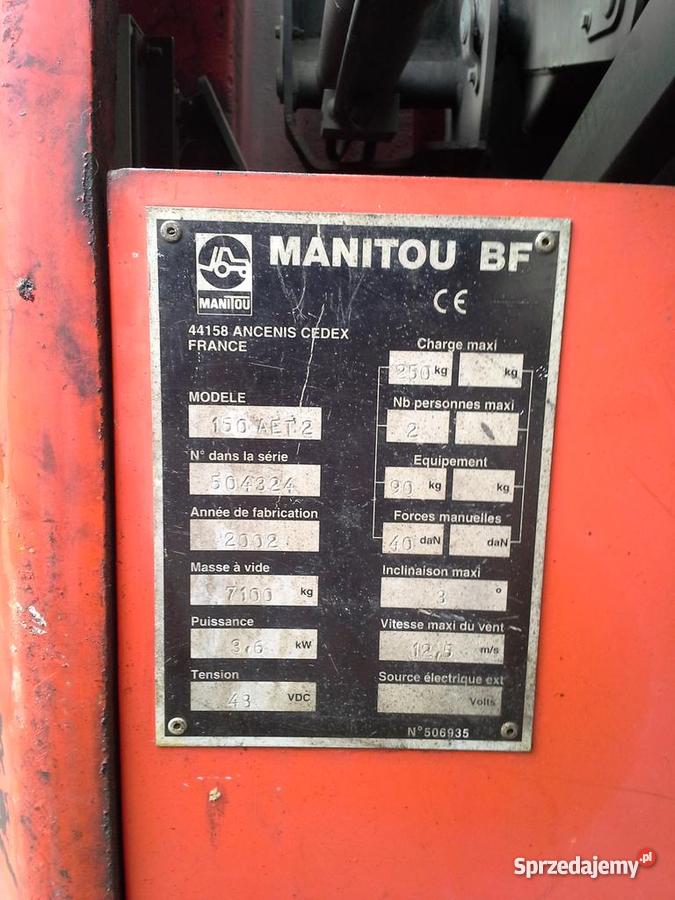 MANITOU BF
MANITOU
CE
44158 ANCENIS CEDEX
FRANCE
MODELE
150 AET 2
N° dans la série
504324
Année de fabrication
2002
Masse à vide
7100 kg
Puissance
3,6 kW
Tension
48 VDC
Charge maxi
250 kg kg
Nb personnes maxi
2
Equipement
90 kg kg
Forces manuelles
40 daN daN
Inclinaison maxi
3 °
Vitesse maxi du vent
12,5 m/s
Source électrique ext
Volts
N° 506935
Sprzedajemy.pl